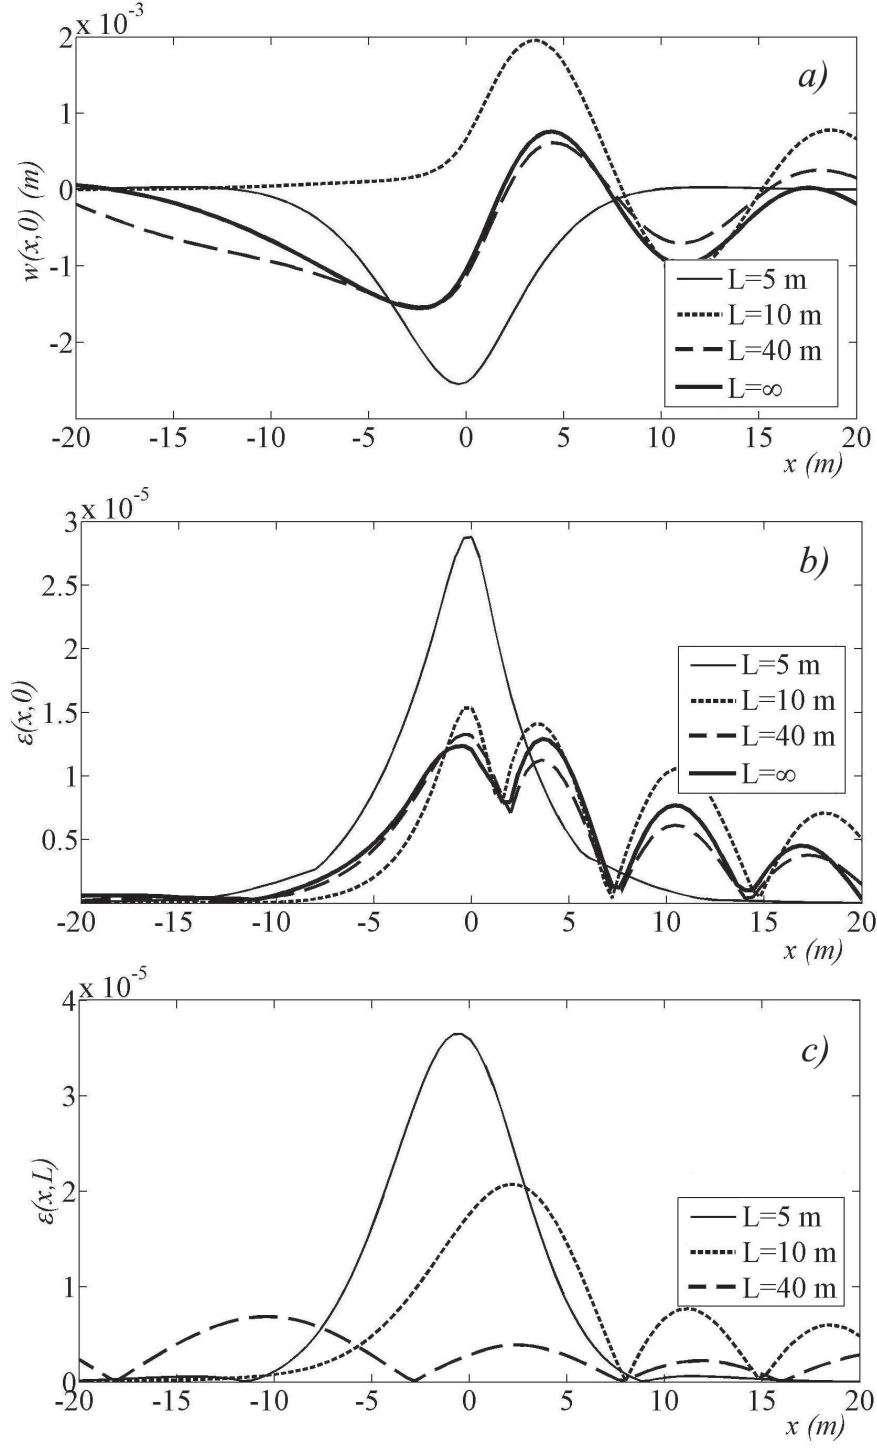 2 x 10⁻³
a)
1
0
-1
-2
w(x,0) (m)
L=5 m
L=10 m
L=40 m
L=∞
-20 -15 -10 -5 0 5 10 15 20
x (m)
3 x 10⁻⁵
b)
2.5
2
1.5
1
0.5
ε(x,0)
L=5 m
L=10 m
L=40 m
L=∞
-20 -15 -10 -5 0 5 10 15 20
x (m)
4 x 10⁻⁵
c)
3
2
1
0
ε(x,L)
L=5 m
L=10 m
L=40 m
-20 -15 -10 -5 0 5 10 15 20
x (m)